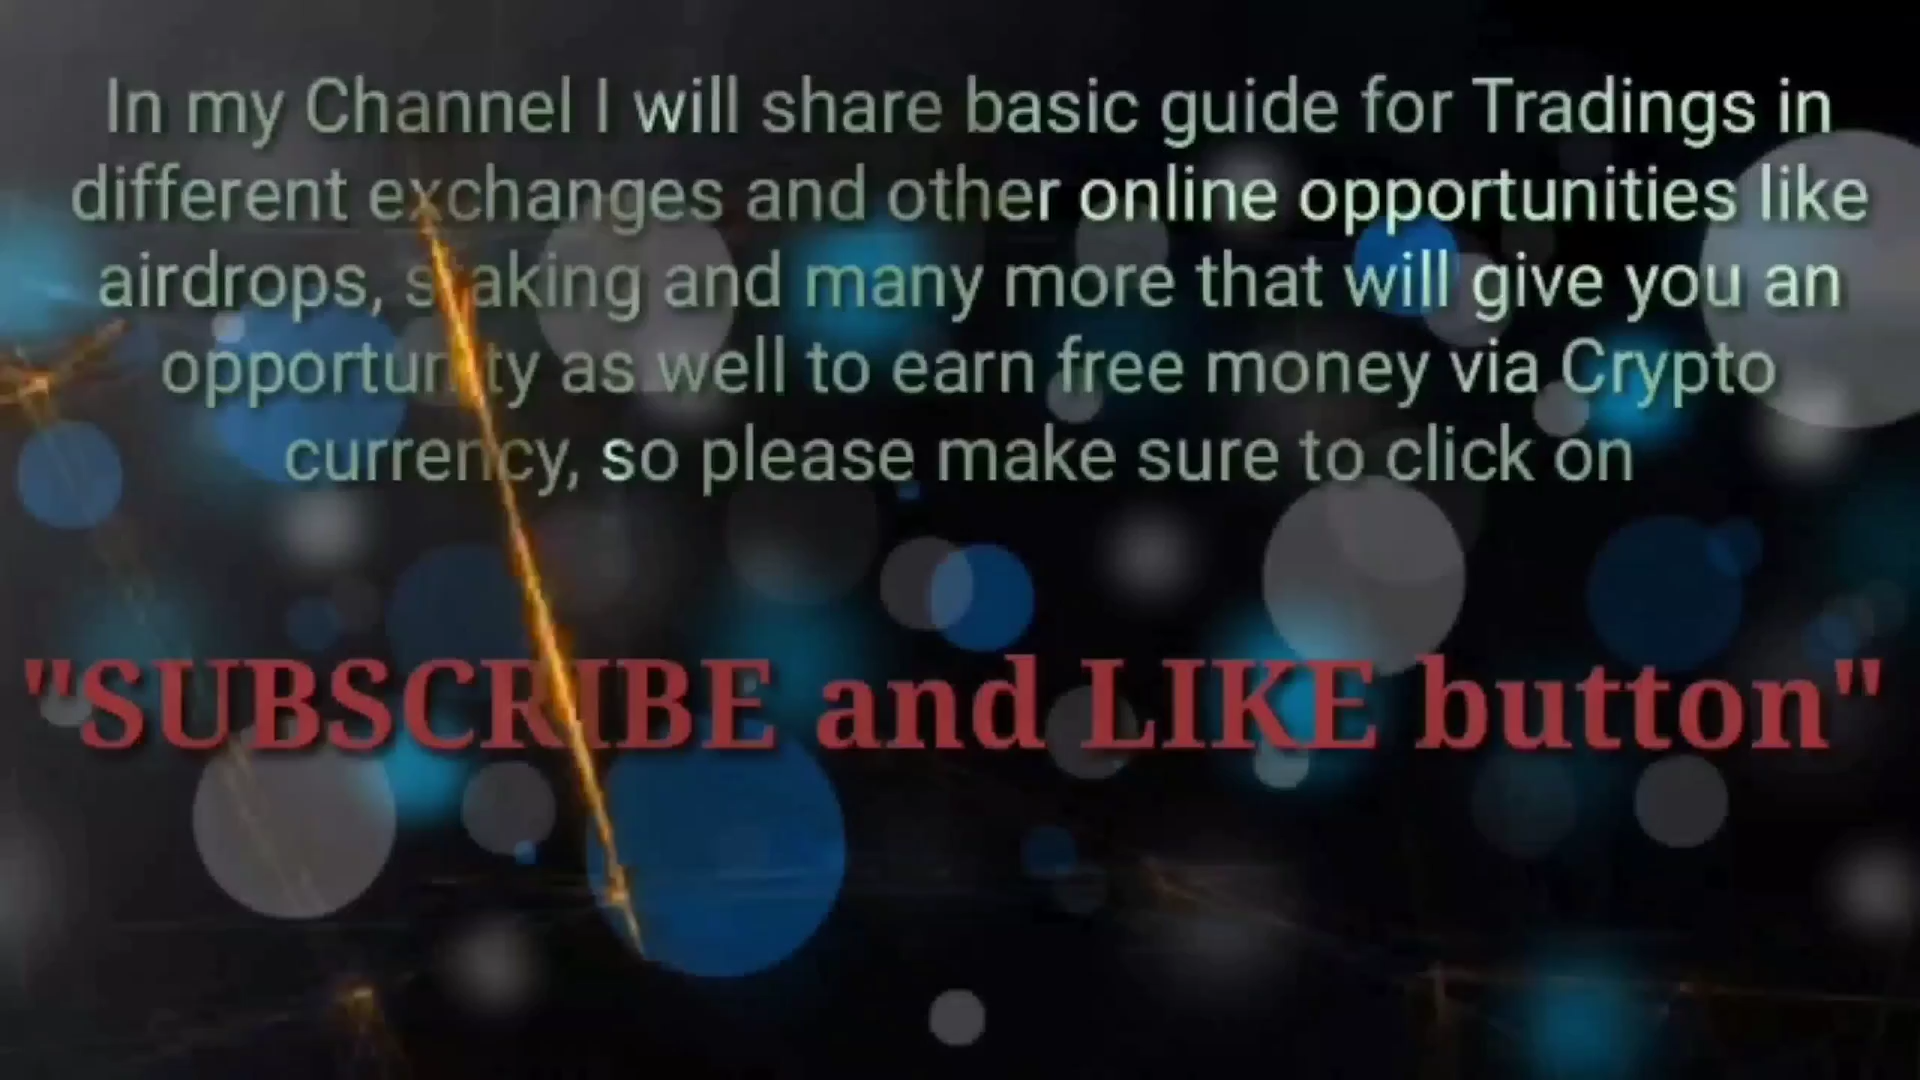 In my Channel I will share basic guide for Tradings in
different exchanges and other online opportunities like
airdrops, staking and many more that will give you an
opportunity as well to earn free money via Crypto
currency, so please make sure to click on
"SUBSCRIBE and LIKE button"